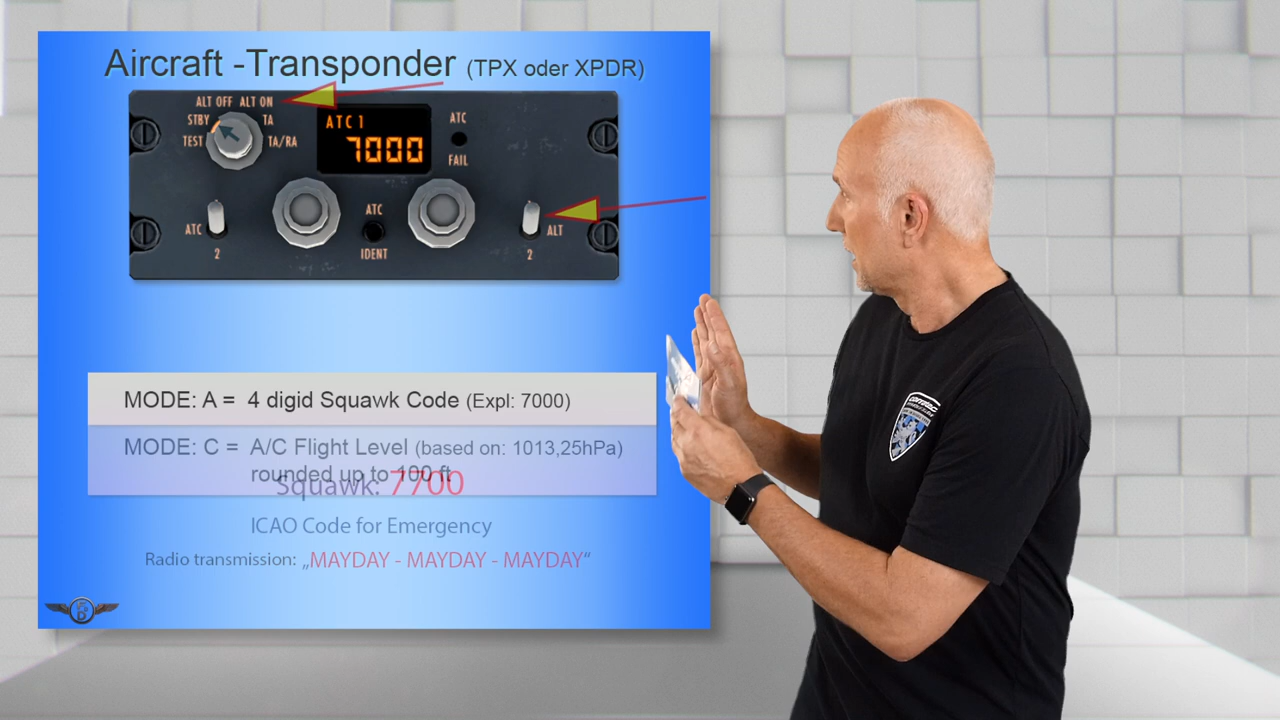 Aircraft -Transponder (TPX oder XPDR)
ALT OFF ALT ON
STBY TA
TEST TA/RA
ATC 1
7000
ATC
FAIL
ATC
2
ATC
IDENT
ALT
2
MODE: A = 4 digid Squawk Code (Expl: 7000)
MODE: C = A/C Flight Level (based on: 1013,25hPa)
rounded up to 100 ft
Squawk: 7700
ICAO Code for Emergency
Radio transmission: „MAYDAY - MAYDAY - MAYDAY“